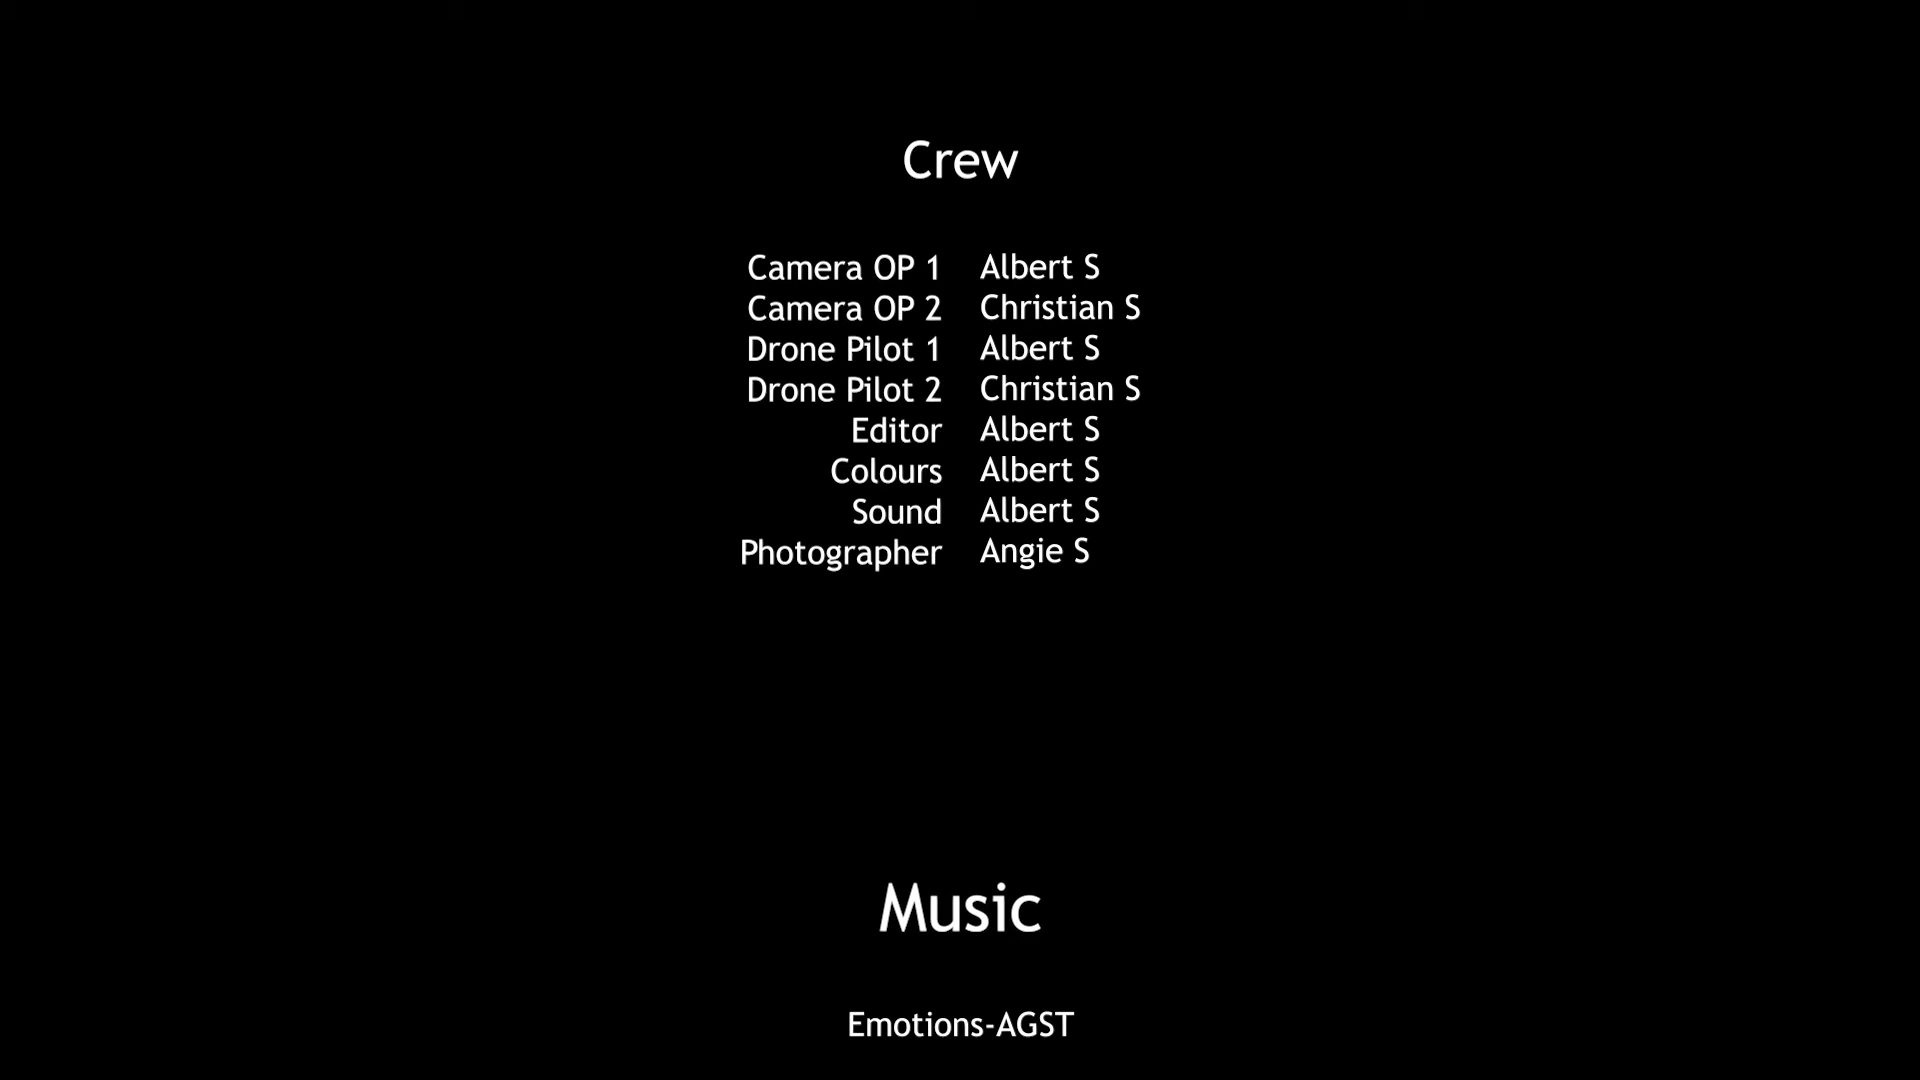 Crew
Camera OP 1 Albert S
Camera OP 2 Christian S
Drone Pilot 1 Albert S
Drone Pilot 2 Christian S
Editor Albert S
Colours Albert S
Sound Albert S
Photographer Angie S
Music
Emotions-AGST